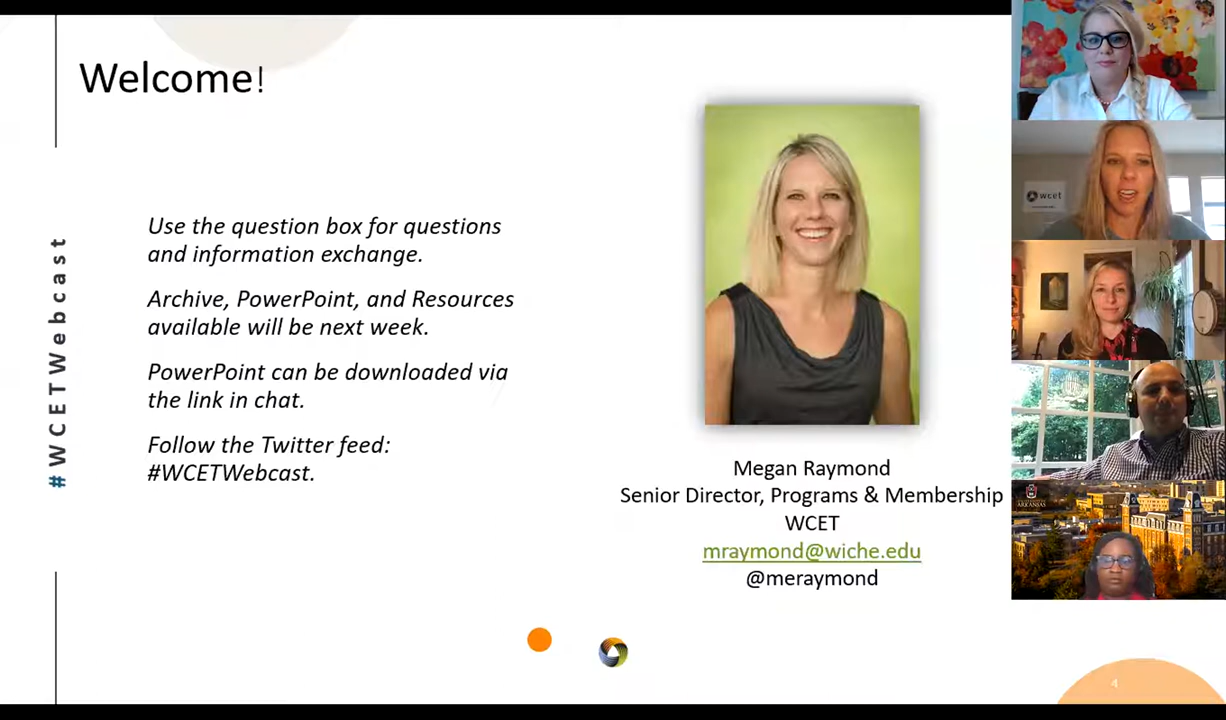 Welcome!
#WCETWebcast
Use the question box for questions
and information exchange.
Archive, PowerPoint, and Resources
available will be next week.
PowerPoint can be downloaded via
the link in chat.
Follow the Twitter feed:
#WCETWebcast.
Megan Raymond
Senior Director, Programs & Membership
WCET
mraymond@wiche.edu
@meraymond
wcet
ARKANSAS
4